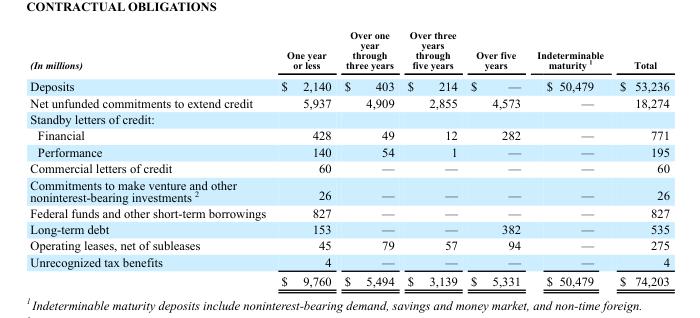 CONTRACTUAL OBLIGATIONS
(In millions) One year or less Over one year through three years Over three years through five years Over five years Indeterminable maturity 1 Total
Deposits $ 2,140 $ 403 $ 214 $ — $ 50,479 $ 53,236
Net unfunded commitments to extend credit 5,937 4,909 2,855 4,573 — 18,274
Standby letters of credit:
Financial 428 49 12 282 — 771
Performance 140 54 1 — — 195
Commercial letters of credit 60 — — — — 60
Commitments to make venture and other
noninterest-bearing investments 2 26 — — — — 26
Federal funds and other short-term borrowings 827 — — — — 827
Long-term debt 153 — — 382 — 535
Operating leases, net of subleases 45 79 57 94 — 275
Unrecognized tax benefits 4 — — — — 4
$ 9,760 $ 5,494 $ 3,139 $ 5,331 $ 50,479 $ 74,203
1 Indeterminable maturity deposits include noninterest-bearing demand, savings and money market, and non-time foreign.